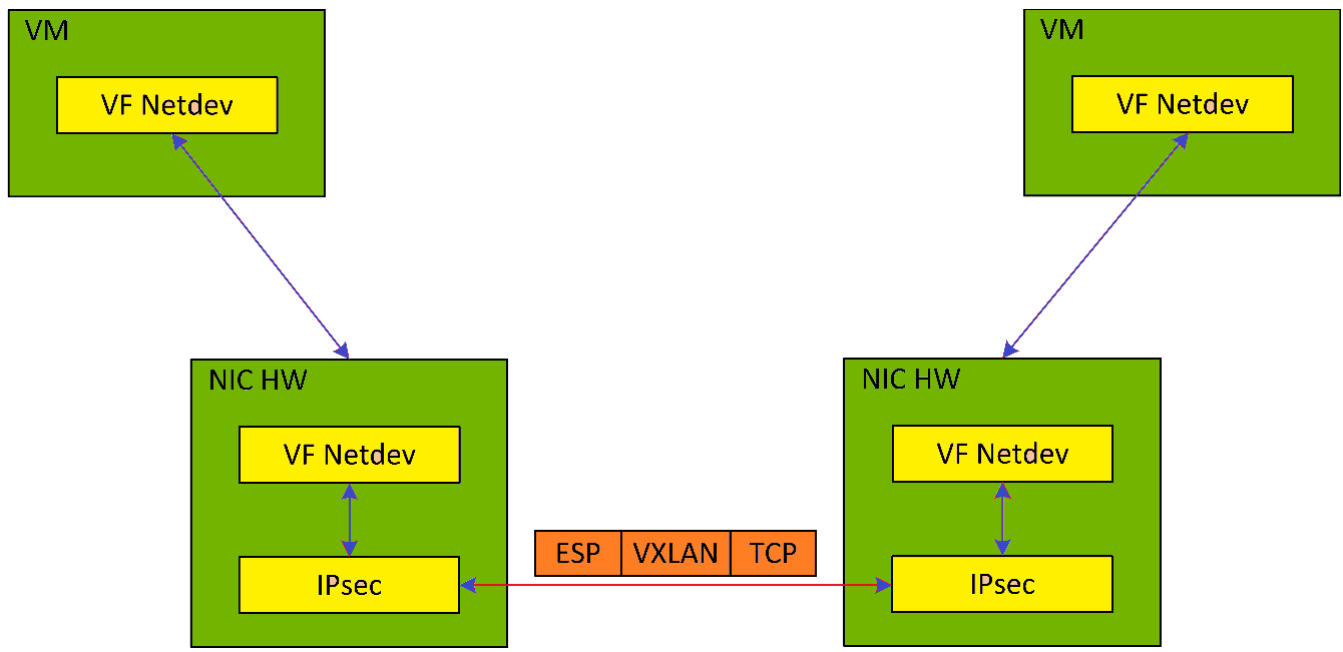 VM
VM
VF Netdev
VF Netdev
NIC HW
NIC HW
VF Netdev
VF Netdev
ESP VXLAN TCP
IPsec
IPsec